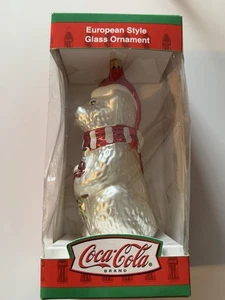 European Style
Glass Ornament
Coca-Cola
BRAND